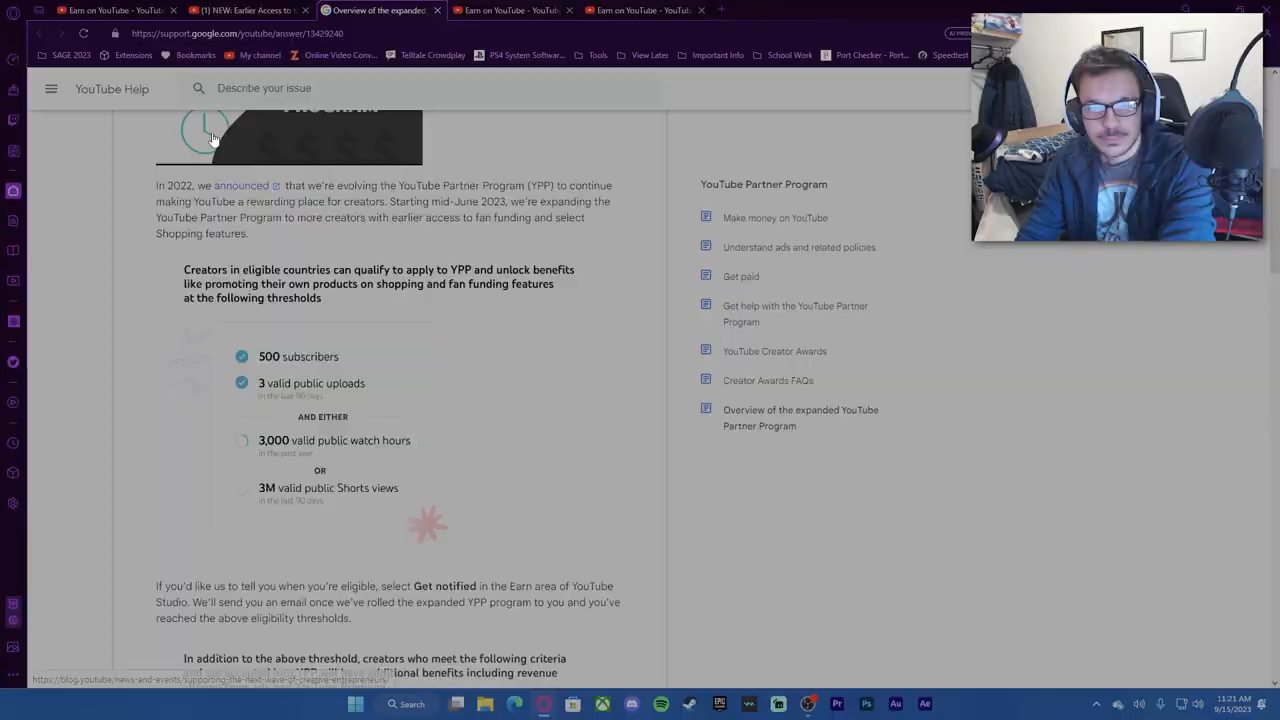 Earn on YouTube -
(1) NEW: Earlier Access to
Overview of the expanded
Earn on YouTube -
Earn on YouTube -
https://support.google.com/youtube/answer/13429240
SAGE 2023
Extensions
Bookmarks
My channel
Online Video Conv...
Telltale Crowdplay
PS4 System Softwar...
Tools
View Later
Important Info
School Work
Port Checker - Port...
Speedtest
YouTube Help
Describe your issue
PROGRAM
In 2022, we announced that we're evolving the YouTube Partner Program (YPP) to continue
making YouTube a rewarding place for creators. Starting mid-June 2023, we're expanding the
YouTube Partner Program to more creators with earlier access to fan funding and select
Shopping features.
Creators in eligible countries can qualify to apply to YPP and unlock benefits
like promoting their own products on shopping and fan funding features
at the following thresholds
500 subscribers
3 valid public uploads
in the last 90 days
AND EITHER
3,000 valid public watch hours
in the past year
OR
3M valid public Shorts views
in the last 90 days
If you'd like us to tell you when you're eligible, select Get notified in the Earn area of YouTube
Studio. We'll send you an email once we've rolled the expanded YPP program to you and you've
reached the above eligibility thresholds.
In addition to the above threshold, creators who meet the following criteria
additional benefits including revenue
YouTube Partner Program
Make money on YouTube
Understand ads and related policies
Get paid
Get help with the YouTube Partner
Program
YouTube Creator Awards
Creator Awards FAQs
Overview of the expanded YouTube
Partner Program
https://blog.youtube/news-and-events/supporting-the-next-wave-of-creative-entrepreneurs/
Search
11:21 AM
9/15/2023